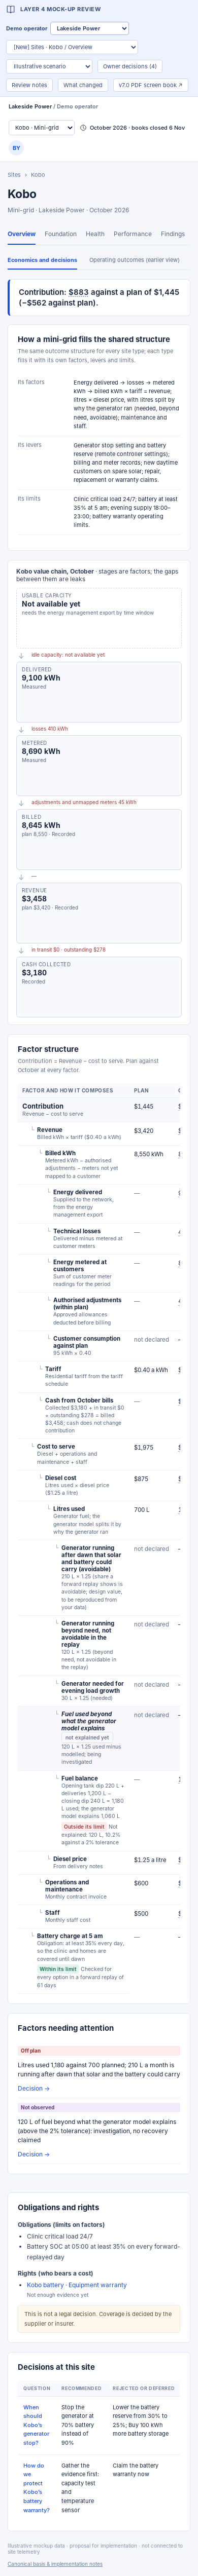 LAYER 4 MOCK-UP REVIEW
Demo operator Lakeside Power
[New] Sites · Kobo / Overview
Illustrative scenario Owner decisions (4)
Review notes What changed v7.0 PDF screen book ↗
Lakeside Power / Demo operator
Kobo · Mini-grid October 2026 · books closed 6 Nov
BY
Sites › Kobo
Kobo
Mini-grid · Lakeside Power · October 2026
Overview Foundation Health Performance Findings
Economics and decisions Operating outcomes (earlier view)
Contribution: $883 against a plan of $1,445
(−$562 against plan).
How a mini-grid fills the shared structure
The same outcome structure for every site type; each type
fills it with its own factors, levers and limits.
Its factors
Energy delivered → losses → metered
kWh → billed kWh × tariff = revenue;
litres × diesel price, with litres split by
why the generator ran (needed, beyond
need, avoidable); maintenance and
staff.
Its levers
Generator stop setting and battery
reserve (remote controller settings);
billing and meter records; new daytime
customers on spare solar; repair,
replacement or warranty claims.
Its limits
Clinic critical load 24/7; battery at least
35% at 5 am; evening supply 18:00–
23:00; battery warranty operating
limits.
Kobo value chain, October · stages are factors; the gaps
between them are leaks
USABLE CAPACITY
Not available yet
needs the energy management export by time window
↓ idle capacity: not available yet
DELIVERED
9,100 kWh
Measured
↓ losses 410 kWh
METERED
8,690 kWh
Measured
↓ adjustments and unmapped meters 45 kWh
BILLED
8,645 kWh
plan 8,550 · Recorded
↓ —
REVENUE
$3,458
plan $3,420 · Recorded
↓ in transit $0 · outstanding $278
CASH COLLECTED
$3,180
Recorded
Factor structure
Contribution = Revenue − cost to serve. Plan against
October at every factor.
FACTOR AND HOW IT COMPOSES PLAN
Contribution $1,445
Revenue − cost to serve
Revenue $3,420
Billed kWh × tariff ($0.40 a kWh)
Billed kWh 8,550 kWh
Metered kWh − authorised
adjustments − meters not yet
mapped to a customer
Energy delivered —
Supplied to the network,
from the energy
management export
Technical losses —
Delivered minus metered at
customer meters
Energy metered at —
customers
Sum of customer meter
readings for the period
Authorised adjustments —
(within plan)
Approved allowances
deducted before billing
Customer consumption not declared
against plan
95 kWh × 0.40
Tariff $0.40 a kWh
Residential tariff from the tariff
schedule
Cash from October bills —
Collected $3,180 + in transit $0
+ outstanding $278 = billed
$3,458; cash does not change
contribution
Cost to serve $1,975
Diesel + operations and
maintenance + staff
Diesel cost $875
Litres used × diesel price
($1.25 a litre)
Litres used 700 L
Generator fuel; the
generator model splits it by
why the generator ran
Generator running not declared
after dawn that solar
and battery could
carry (avoidable)
210 L × 1.25 (share a
forward replay shows is
avoidable; design value,
to be reproduced from
your data)
Generator running not declared
beyond need, not
avoidable in the
replay
120 L × 1.25 (beyond
need, not avoidable in
the replay)
Generator needed for not declared
evening load growth
30 L × 1.25 (needed)
Fuel used beyond not declared
what the generator
model explains
not explained yet
120 L × 1.25 used minus
modelled; being
investigated
Fuel balance —
Opening tank dip 220 L +
deliveries 1,200 L −
closing dip 240 L = 1,180
L used; the generator
model explains 1,060 L
Outside its limit Not
explained: 120 L, 10.2%
against a 2% tolerance
Diesel price $1.25 a litre
From delivery notes
Operations and $600
maintenance
Monthly contract invoice
Staff $500
Monthly staff cost
Battery charge at 5 am —
Obligation: at least 35% every day,
so the clinic and homes are
covered until dawn
Within its limit Checked for
every option in a forward replay of
61 days
Factors needing attention
Off plan
Litres used 1,180 against 700 planned; 210 L a month is
running after dawn that solar and the battery could carry
Decision →
Not observed
120 L of fuel beyond what the generator model explains
(above the 2% tolerance): investigation, no recovery
claimed
Decision →
Obligations and rights
Obligations (limits on factors)
• Clinic critical load 24/7
• Battery SOC at 05:00 at least 35% on every forward-
replayed day
Rights (who bears a cost)
• Kobo battery · Equipment warranty
Not enough evidence yet
This is not a legal decision. Coverage is decided by the
supplier or insurer.
Decisions at this site
QUESTION RECOMMENDED REJECTED OR DEFERRED
When
should
Kobo's
generator
stop?
Stop the
generator at
70% battery
instead of
90%
Lower the battery
reserve from 30% to
25%; Buy 100 kWh
more battery storage
How do
we
protect
Kobo's
battery
warranty?
Gather the
evidence first:
capacity test
and
temperature
sensor
Claim the battery
warranty now
Illustrative mockup data · proposal for implementation · not connected to
site telemetry
Canonical basis & implementation notes